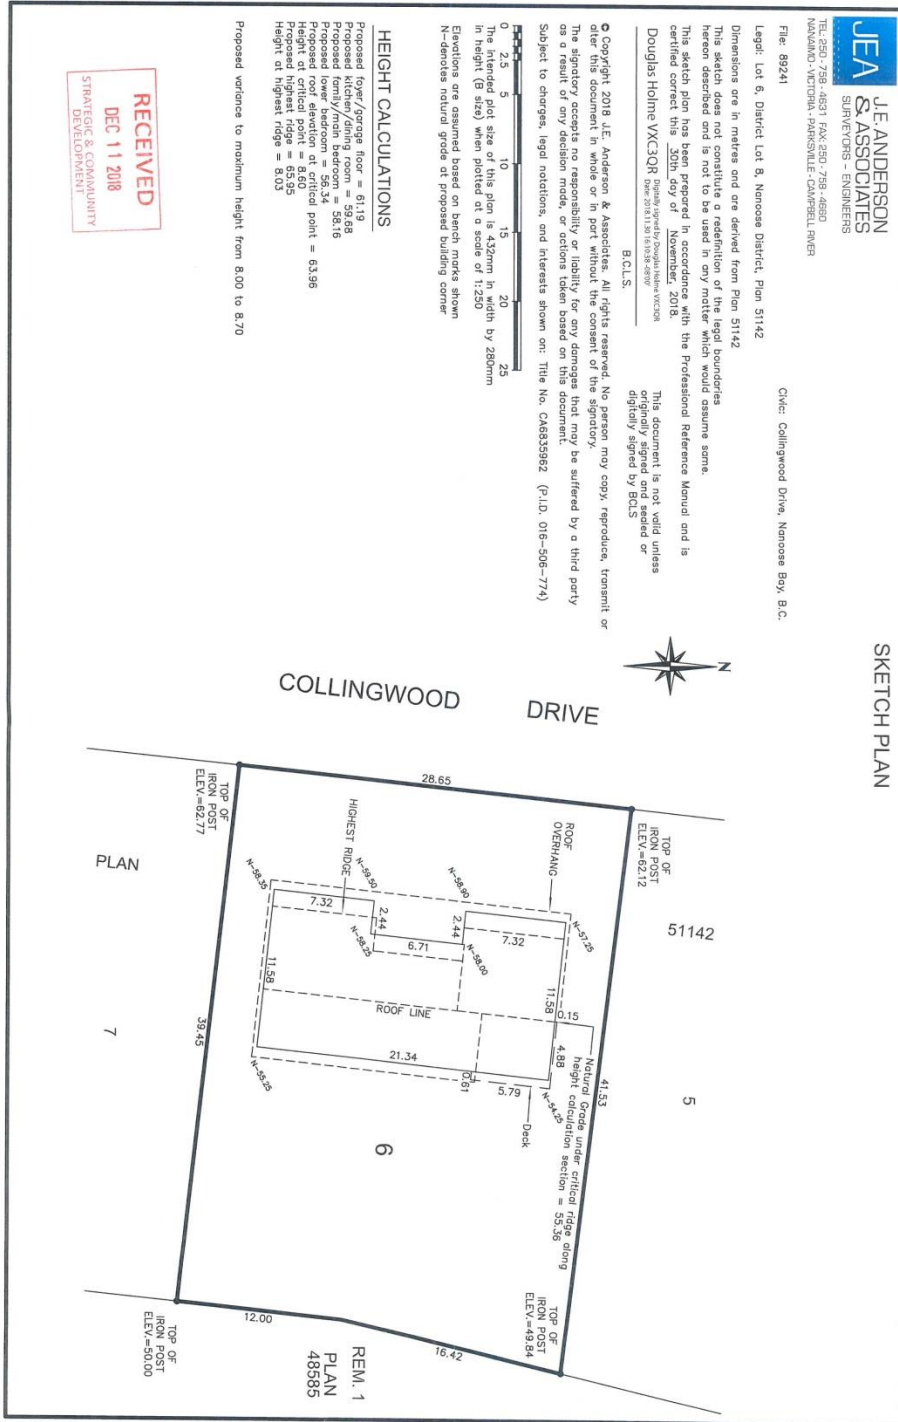 SKETCH PLAN
JEA
J.E. ANDERSON
& ASSOCIATES
SURVEYORS - ENGINEERS
TEL: 250-758-4631 FAX: 250-758-4660
NANAIMO - VICTORIA - PARKSVILLE - CAMPBELL RIVER
File: 89241
Civic: Collingwood Drive, Nanoose Bay, B.C.
Legal: Lot 6, District Lot 8, Nanoose District, Plan 51142
Dimensions are in metres and are derived from Plan 51142
This sketch does not constitute a redefinition of the legal boundaries
hereon described and is not to be used in any matter which would assume same.
This sketch plan has been prepared in accordance with the Professional Reference Manual and is
certified correct this 30th day of November, 2018.
Douglas Holme VXC3QR
Digitally signed by Douglas Holme VXC3QR
Date: 2018.11.30 16:10:38 -08'00'
B.C.L.S.
This document is not valid unless
originally signed and sealed or
digitally signed by BCLS
© Copyright 2018 J.E. Anderson & Associates. All rights reserved. No person may copy, reproduce, transmit or
alter this document in whole or in part without the consent of the signatory.
The signatory accepts no responsibility or liability for any damages that may be suffered by a third party
as a result of any decision made, or actions taken based on this document.
Subject to charges, legal notations, and interests shown on: Title No. CA6835962 (P.I.D. 016-506-774)
0 2.5 5 10 15 20 25
The intended plot size of this plan is 432mm in width by 280mm
in height (B size) when plotted at a scale of 1:250
Elevations are assumed based on bench marks shown
N-denotes natural grade at proposed building corner
HEIGHT CALCULATIONS
Proposed foyer/garage floor = 61.19
Proposed kitchen/dining room = 59.68
Proposed family/main bedroom = 58.16
Proposed lower bedroom = 56.34
Proposed roof elevation at critical point = 63.96
Height at critical point = 8.60
Proposed highest ridge = 65.95
Height at highest ridge = 8.03
Proposed variance to maximum height from 8.00 to 8.70
RECEIVED
DEC 11 2018
STRATEGIC & COMMUNITY
DEVELOPMENT
N
COLLINGWOOD DRIVE
28.65
TOP OF
IRON POST
ELEV.=62.77
TOP OF
IRON POST
ELEV.=62.12
PLAN
51142
7
5
6
ROOF
OVERHANG
HIGHEST RIDGE
N-58.35
N-59.50
N-58.90
N-57.25
7.32
2.44
N-58.25
6.71
2.44
N-58.00
7.32
11.58
11.58
0.15
ROOF LINE
4.88
21.34
0.61
5.79
N-55.25
N-54.25
Deck
Natural Grade under critical ridge along
height calculation section = 55.36
41.53
39.45
12.00
16.42
TOP OF
IRON POST
ELEV.=49.84
TOP OF
IRON POST
ELEV.=50.00
REM. 1
PLAN
48585